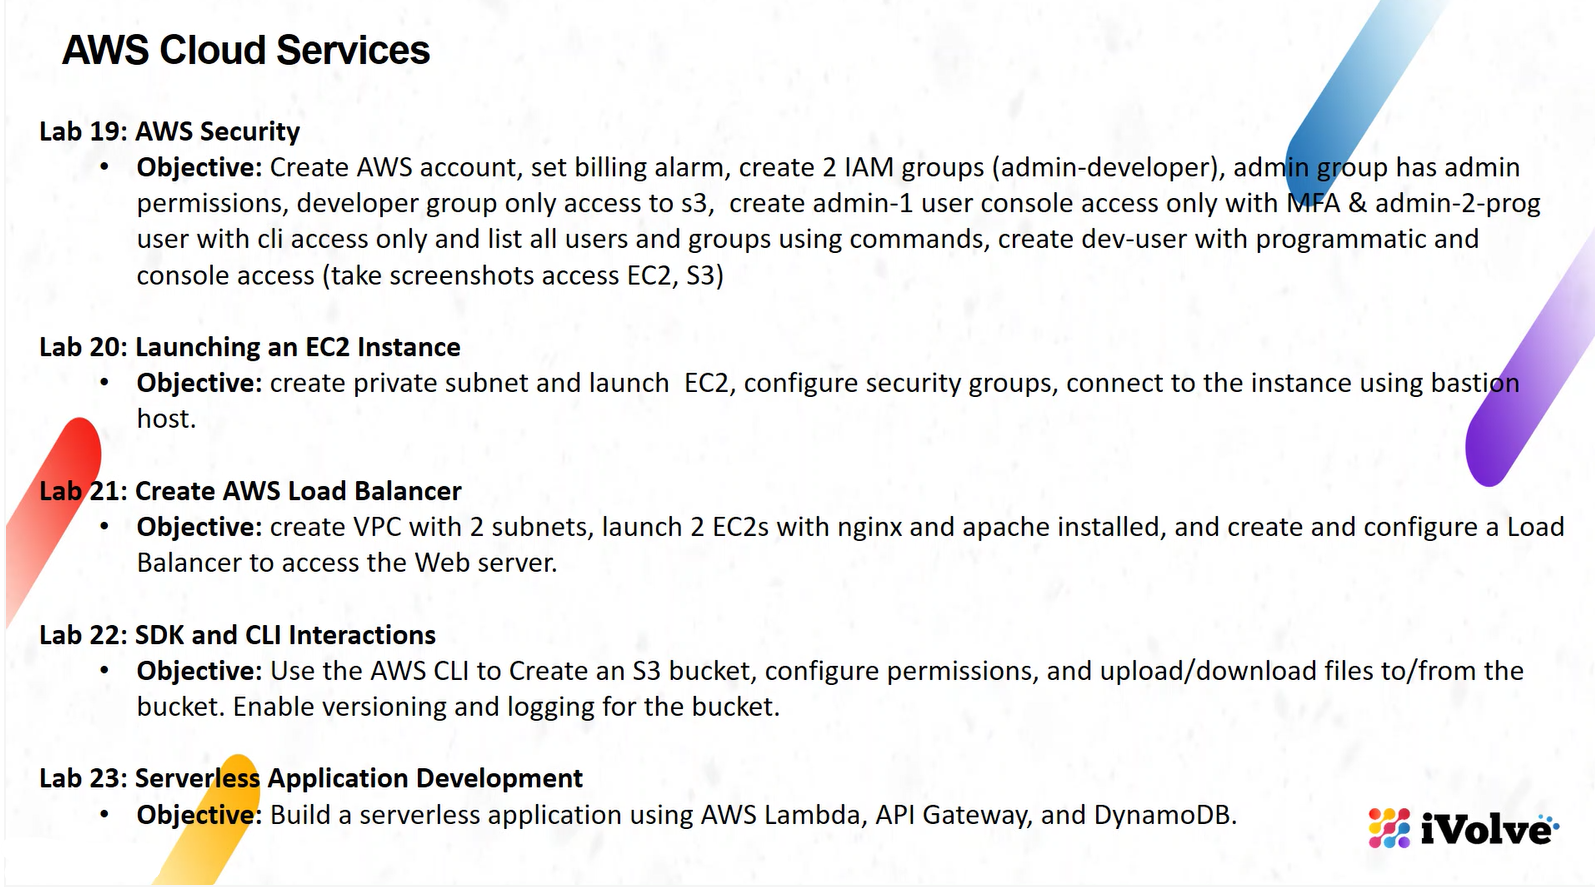 AWS Cloud Services
Lab 19: AWS Security
• Objective: Create AWS account, set billing alarm, create 2 IAM groups (admin-developer), admin group has admin
permissions, developer group only access to s3,  create admin-1 user console access only with MFA & admin-2-prog
user with cli access only and list all users and groups using commands, create dev-user with programmatic and
console access (take screenshots access EC2, S3)
Lab 20: Launching an EC2 Instance
• Objective: create private subnet and launch  EC2, configure security groups, connect to the instance using bastion
host.
Lab 21: Create AWS Load Balancer
• Objective: create VPC with 2 subnets, launch 2 EC2s with nginx and apache installed, and create and configure a Load
Balancer to access the Web server.
Lab 22: SDK and CLI Interactions
• Objective: Use the AWS CLI to Create an S3 bucket, configure permissions, and upload/download files to/from the
bucket. Enable versioning and logging for the bucket.
Lab 23: Serverless Application Development
• Objective: Build a serverless application using AWS Lambda, API Gateway, and DynamoDB.
iVolve